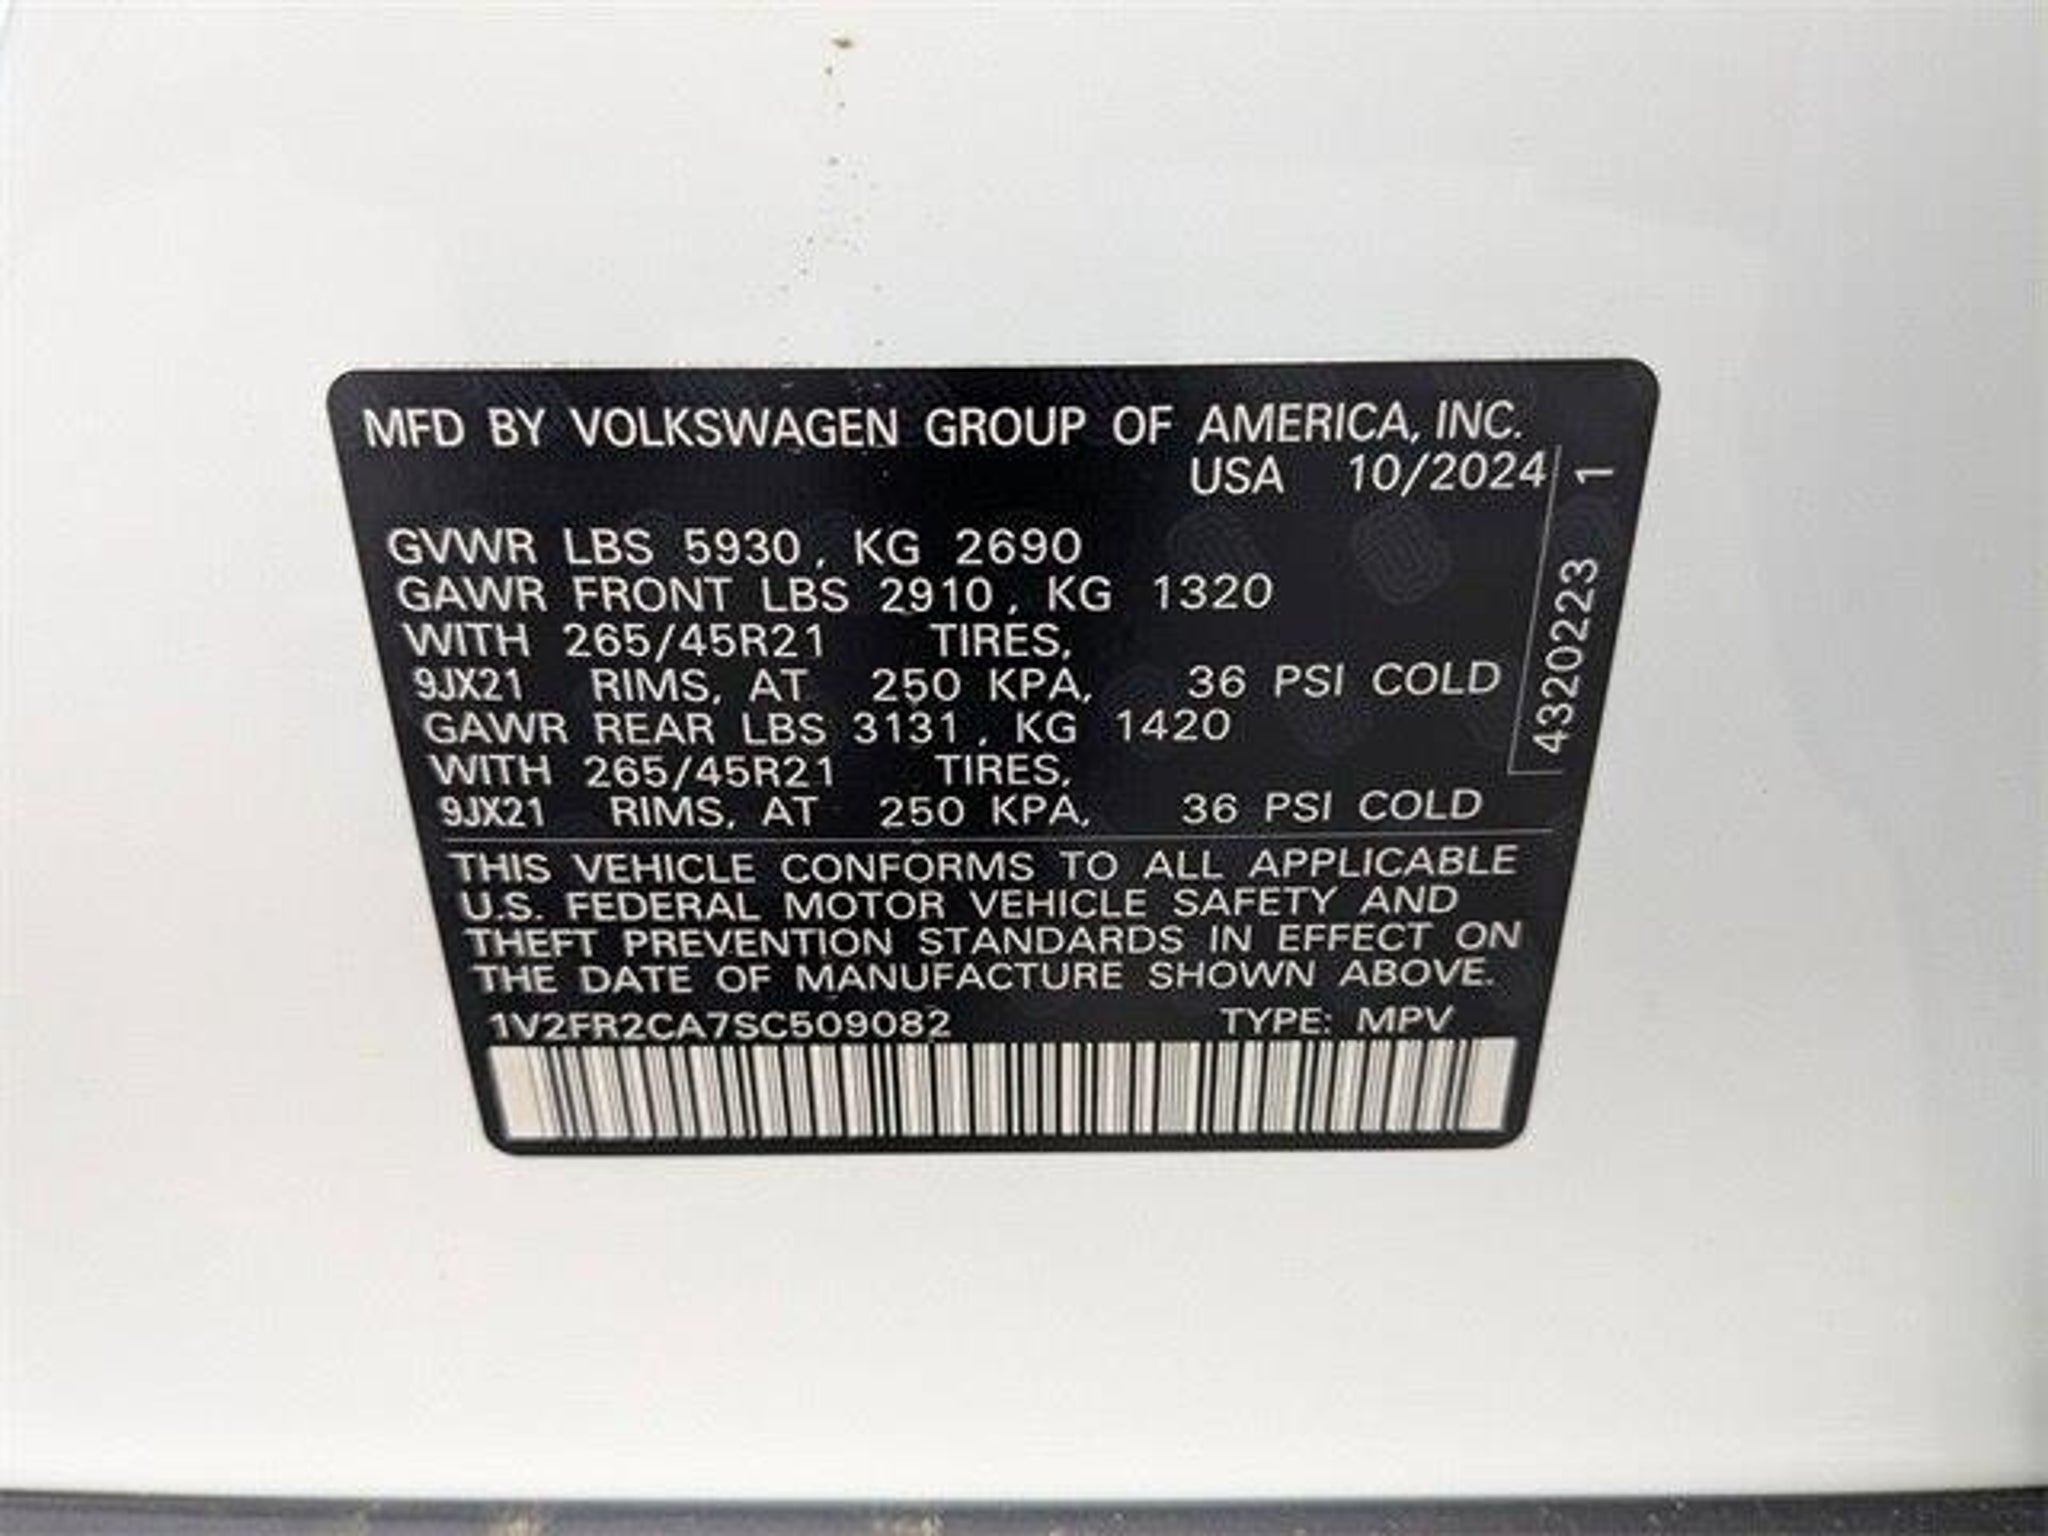 MFD BY VOLKSWAGEN GROUP OF AMERICA, INC.
USA 10/2024
GVWR LBS 5930, KG 2690
GAWR FRONT LBS 2910, KG 1320
WITH 265/45R21 TIRES,
9JX21 RIMS, AT 250 KPA, 36 PSI COLD
GAWR REAR LBS 3131, KG 1420
WITH 265/45R21 TIRES,
9JX21 RIMS, AT 250 KPA, 36 PSI COLD
THIS VEHICLE CONFORMS TO ALL APPLICABLE
U.S. FEDERAL MOTOR VEHICLE SAFETY AND
THEFT PREVENTION STANDARDS IN EFFECT ON
THE DATE OF MANUFACTURE SHOWN ABOVE.
1V2FR2CA7SC509082 TYPE: MPV
4320223 1